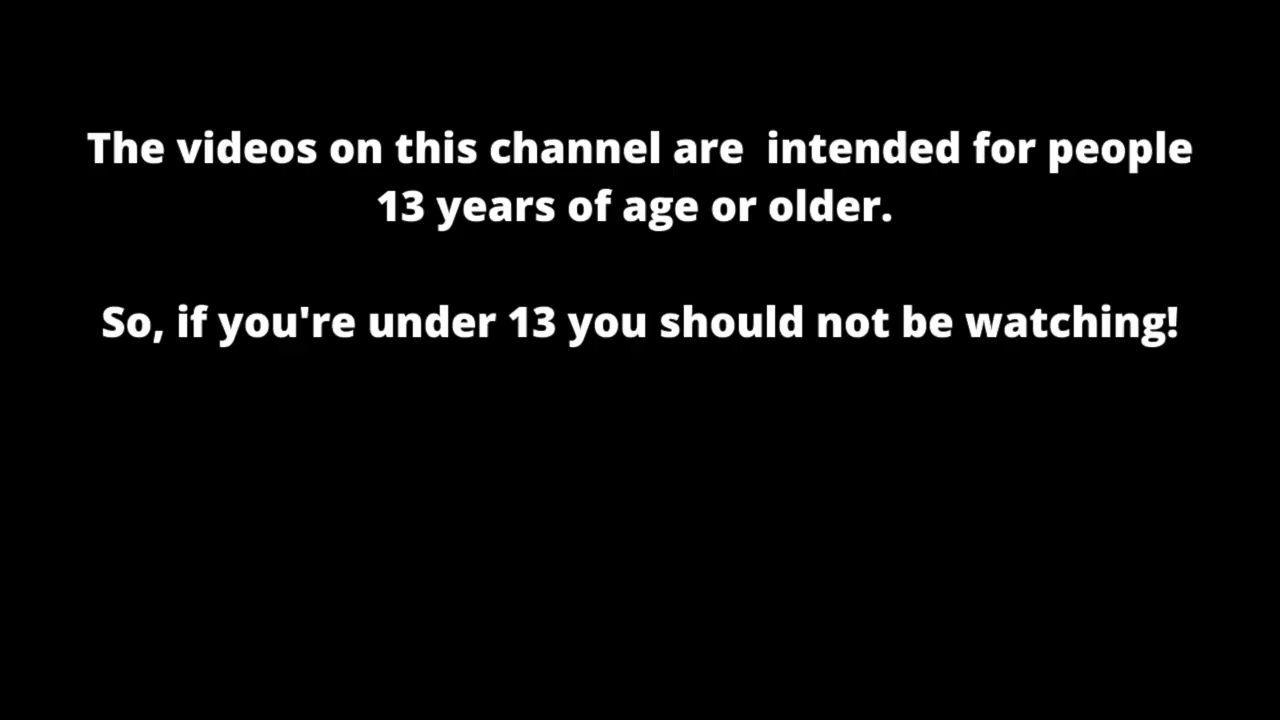 The videos on this channel are  intended for people
13 years of age or older.
So, if you're under 13 you should not be watching!